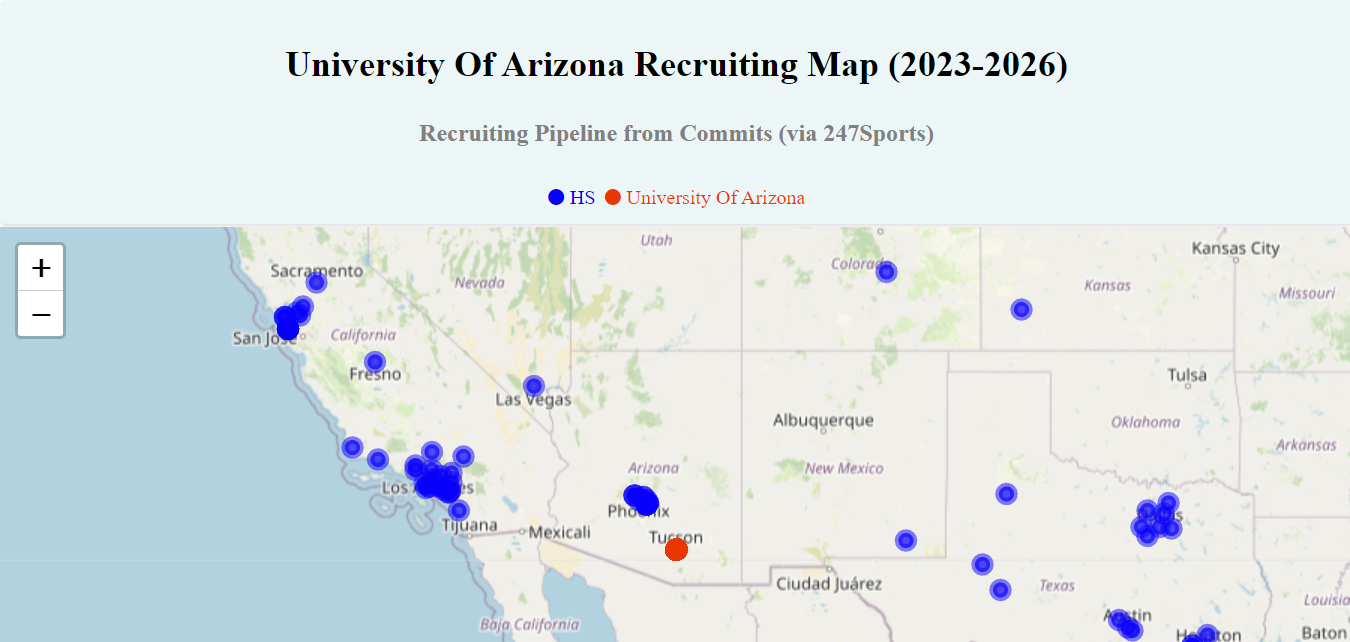 University Of Arizona Recruiting Map (2023-2026)
Recruiting Pipeline from Commits (via 247Sports)
HS University Of Arizona
+
−
Utah
Kansas City
Colorado
Sacramento
Nevada
Kansas
Missouri
San Jose
California
Fresno
Tulsa
Las Vegas
Albuquerque
Oklahoma
Arkansas
Arizona
New Mexico
Los Angeles
Phoenix
Dallas
Tijuana
Mexicali
Tucson
Ciudad Juárez
Texas
Louisia
Austin
Baja California
Houston
Baton